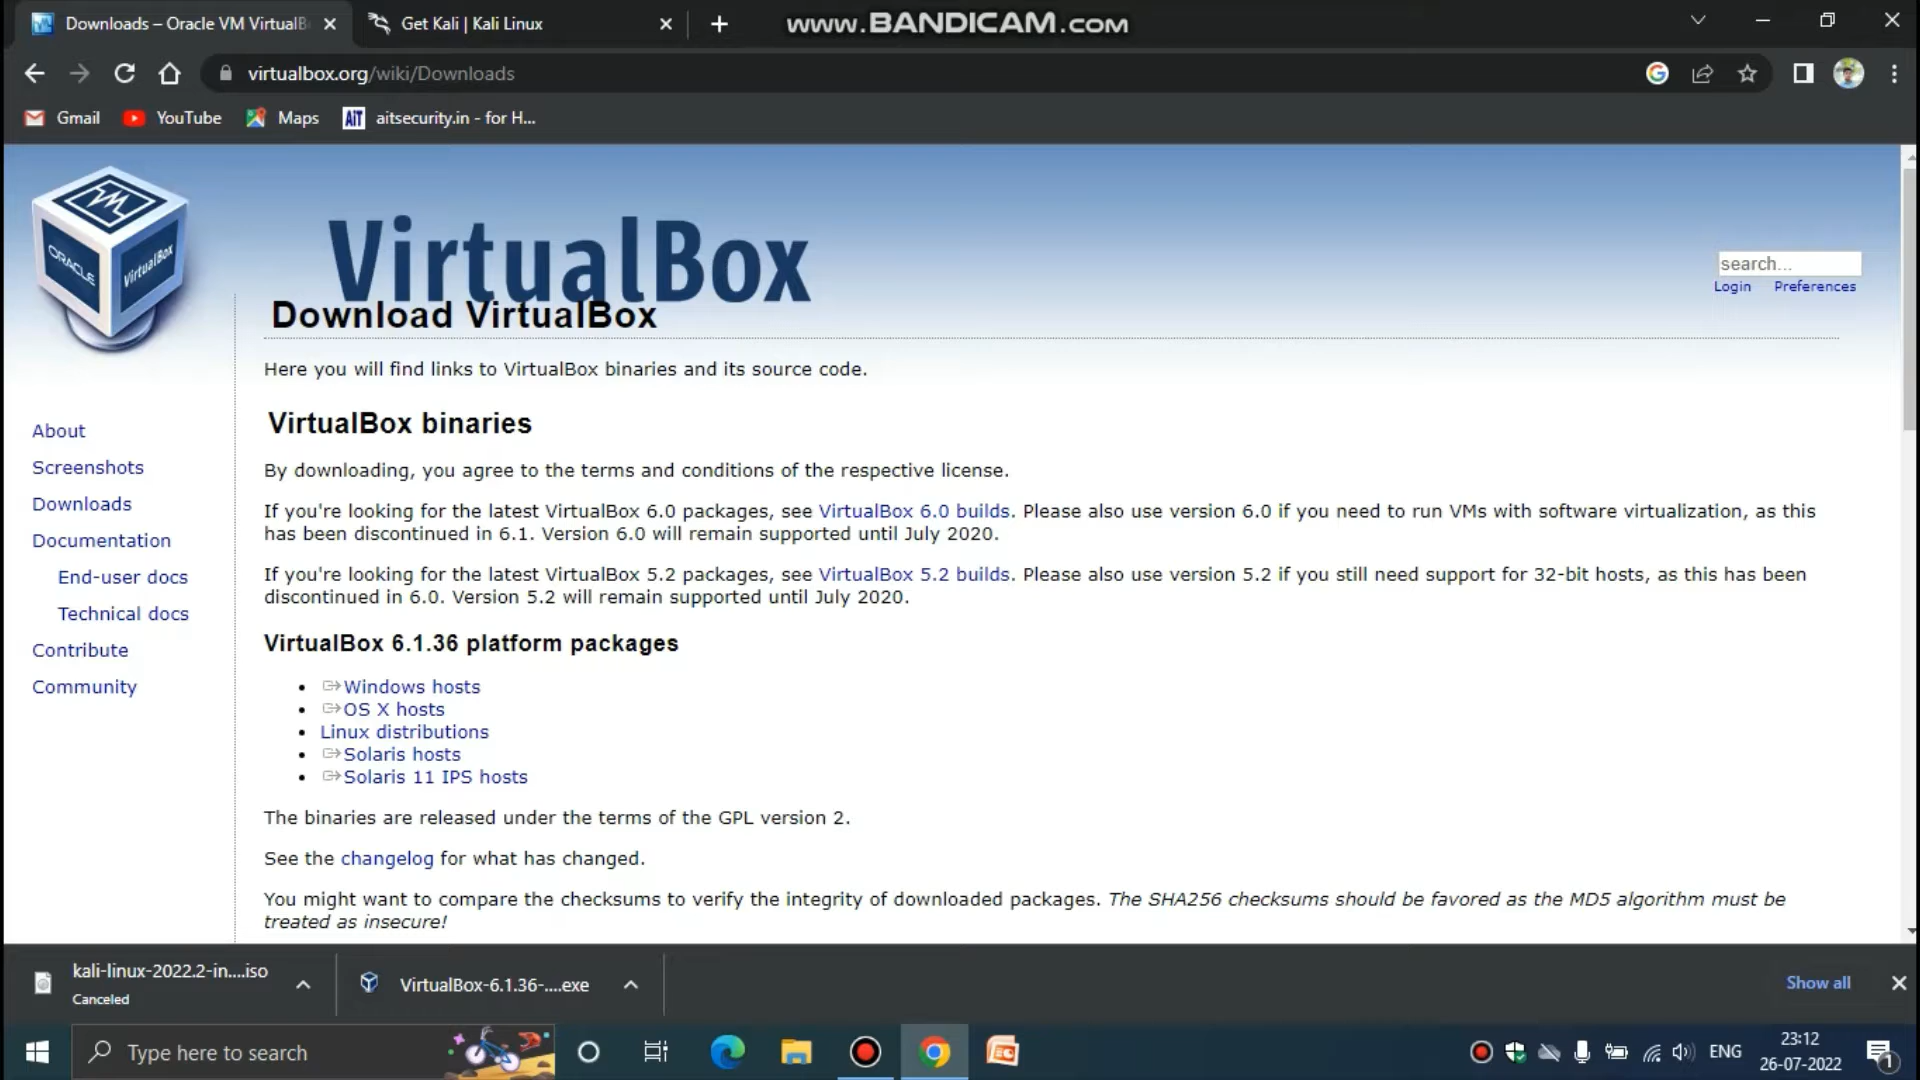 Downloads – Oracle VM VirtualB
Get Kali | Kali Linux
www.BANDICAM.com
virtualbox.org/wiki/Downloads
Gmail
YouTube
Maps
AiT
aitsecurity.in - for H...
ORACLE
VirtualBox
VirtualBox
search...
Login Preferences
Download VirtualBox
Here you will find links to VirtualBox binaries and its source code.
About
Screenshots
Downloads
Documentation
End-user docs
Technical docs
Contribute
Community
VirtualBox binaries
By downloading, you agree to the terms and conditions of the respective license.
If you're looking for the latest VirtualBox 6.0 packages, see VirtualBox 6.0 builds. Please also use version 6.0 if you need to run VMs with software virtualization, as this
has been discontinued in 6.1. Version 6.0 will remain supported until July 2020.
If you're looking for the latest VirtualBox 5.2 packages, see VirtualBox 5.2 builds. Please also use version 5.2 if you still need support for 32-bit hosts, as this has been
discontinued in 6.0. Version 5.2 will remain supported until July 2020.
VirtualBox 6.1.36 platform packages
Windows hosts
OS X hosts
Linux distributions
Solaris hosts
Solaris 11 IPS hosts
The binaries are released under the terms of the GPL version 2.
See the changelog for what has changed.
You might want to compare the checksums to verify the integrity of downloaded packages. The SHA256 checksums should be favored as the MD5 algorithm must be
treated as insecure!
kali-linux-2022.2-in....iso
Canceled
VirtualBox-6.1.36-....exe
Show all
Type here to search
ENG
23:12
26-07-2022
1